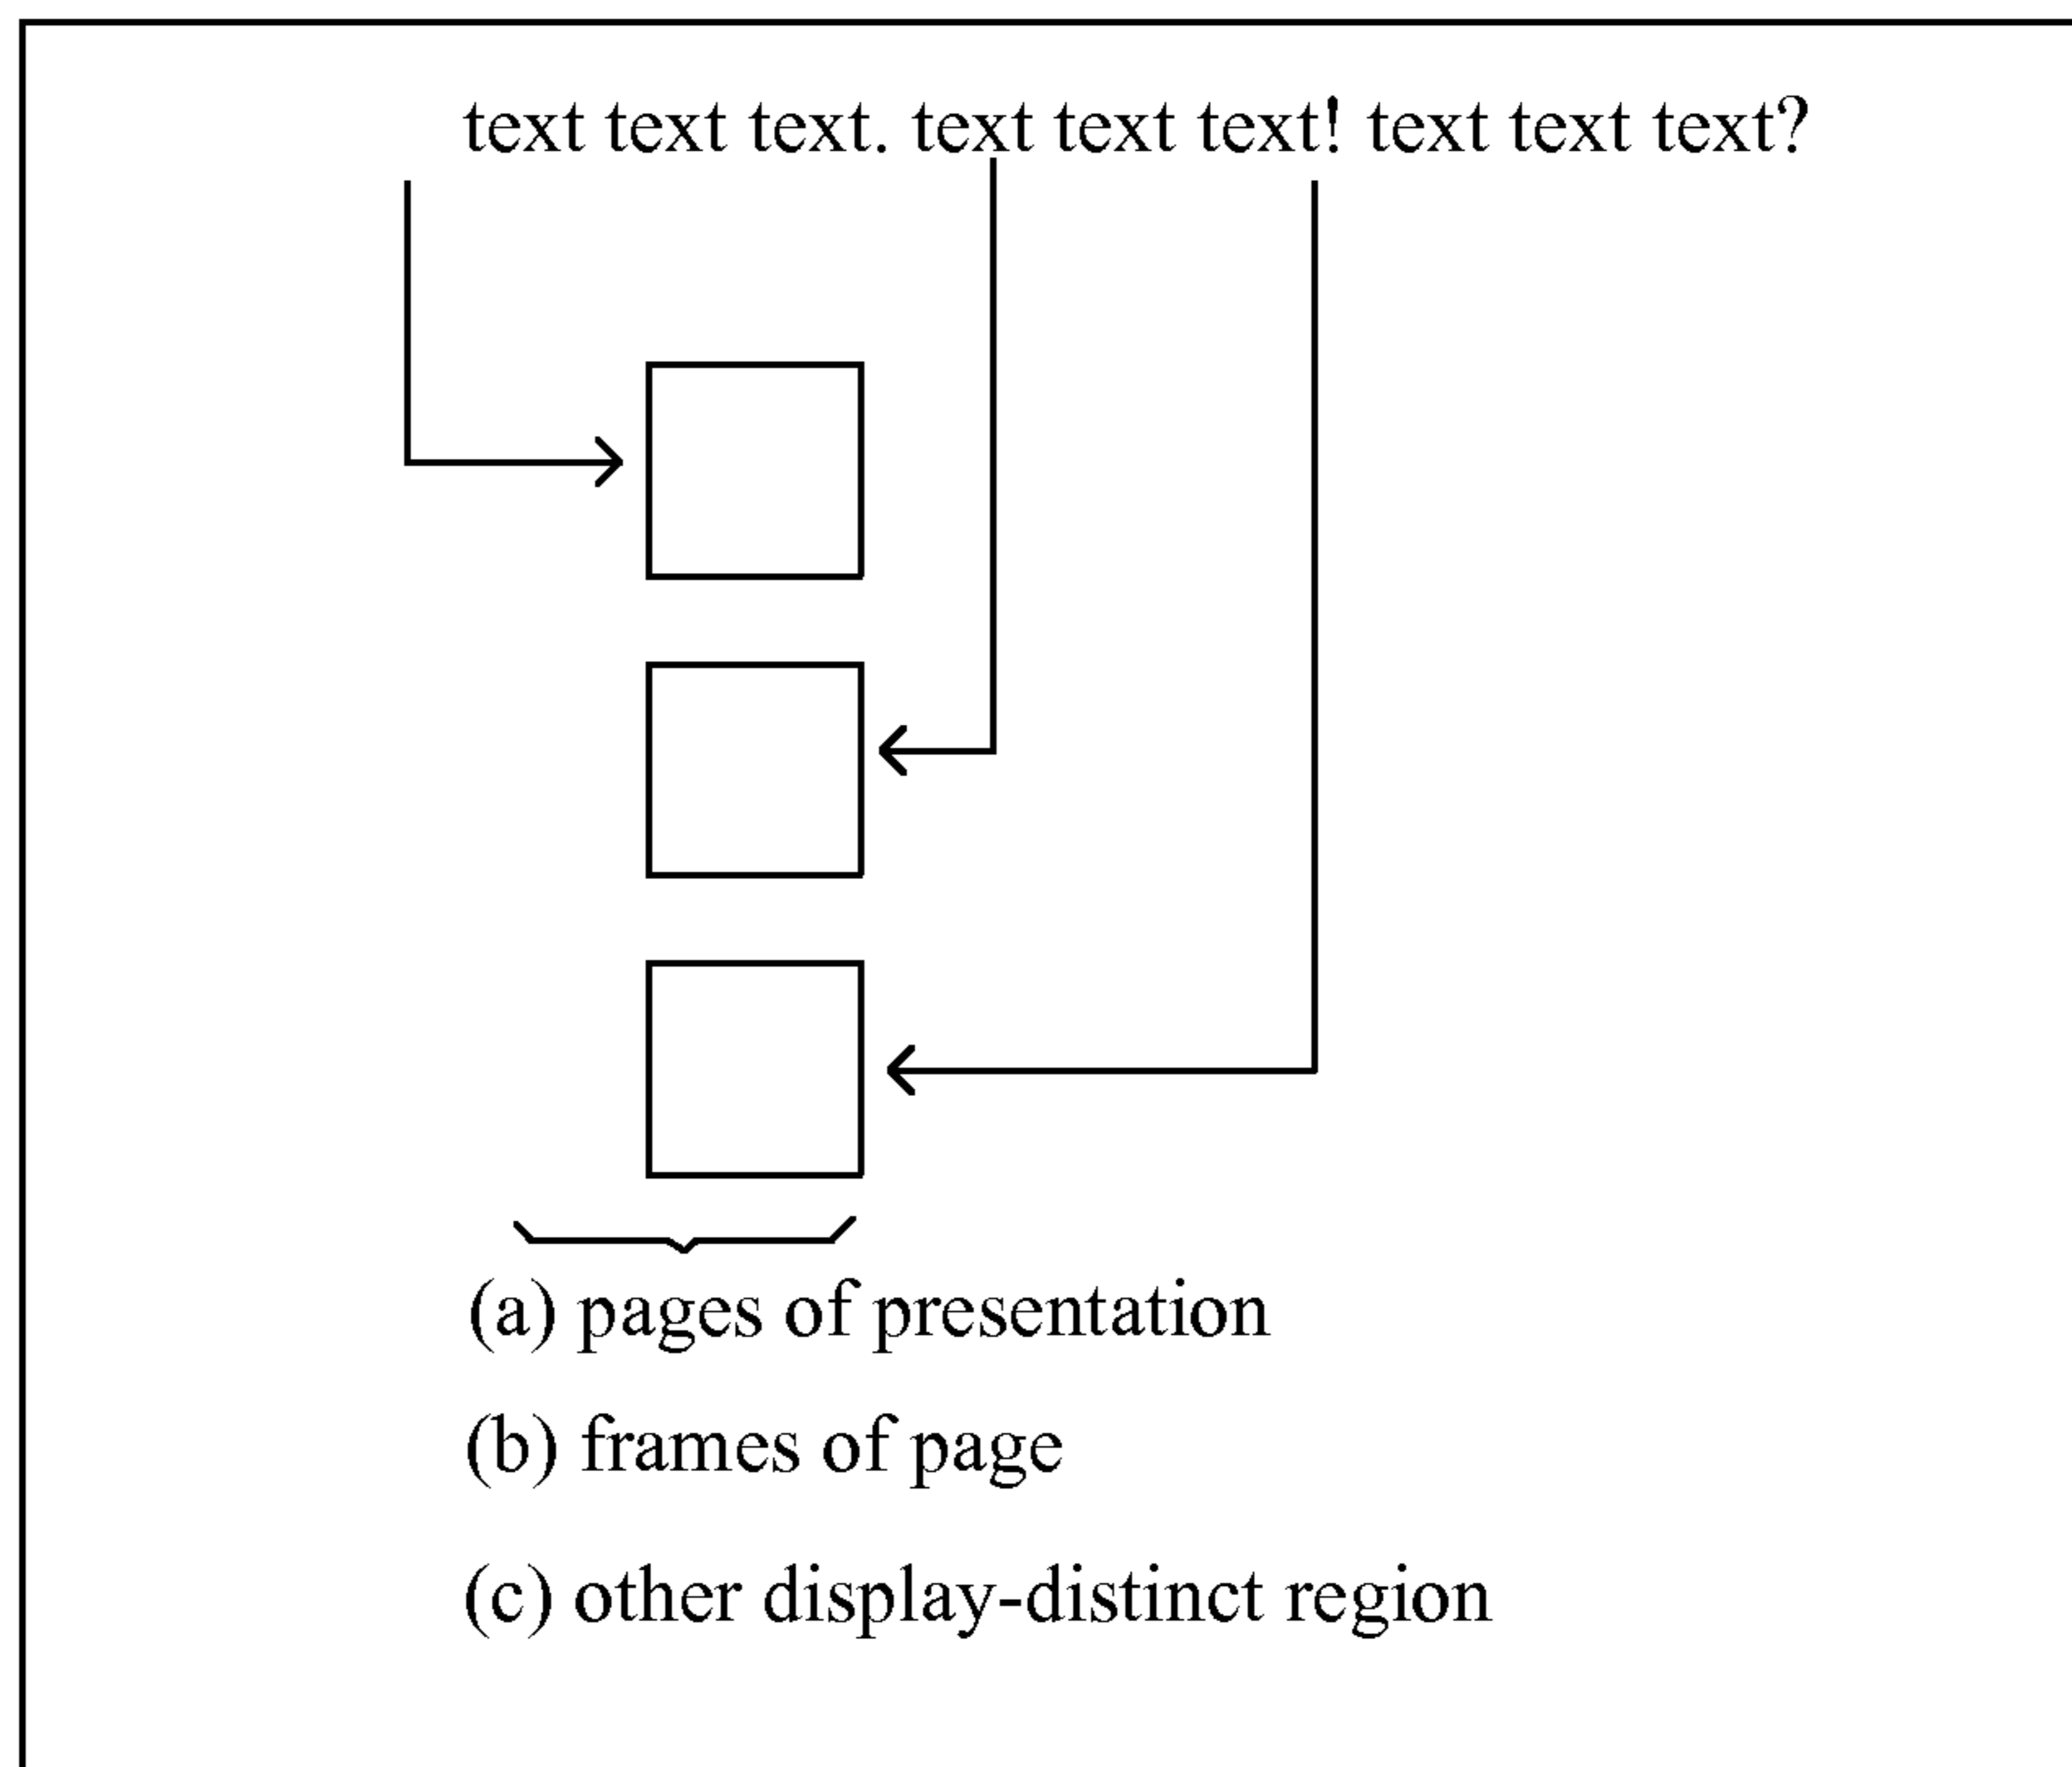 text text text. text text text! text text text?
(a) pages of presentation
(b) frames of page
(c) other display-distinct region